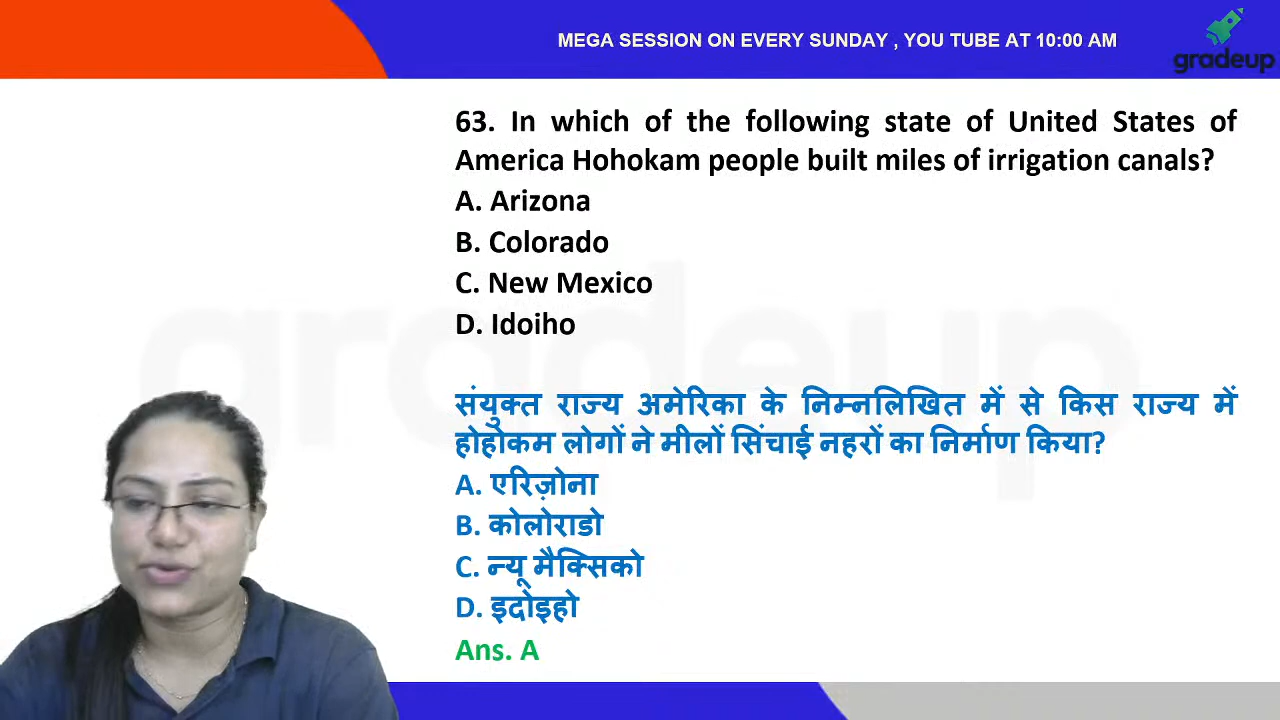 MEGA SESSION ON EVERY SUNDAY , YOU TUBE AT 10:00 AM
gradeup
63. In which of the following state of United States of
America Hohokam people built miles of irrigation canals?
A. Arizona
B. Colorado
C. New Mexico
D. Idoiho
gradeup
संयुक्त राज्य अमेरिका के निम्नलिखित में से किस राज्य में
होहोकम लोगों ने मीलों सिंचाई नहरों का निर्माण किया?
A. एरिज़ोना
B. कोलोराडो
C. न्यू मैक्सिको
D. इदोइहो
Ans. A